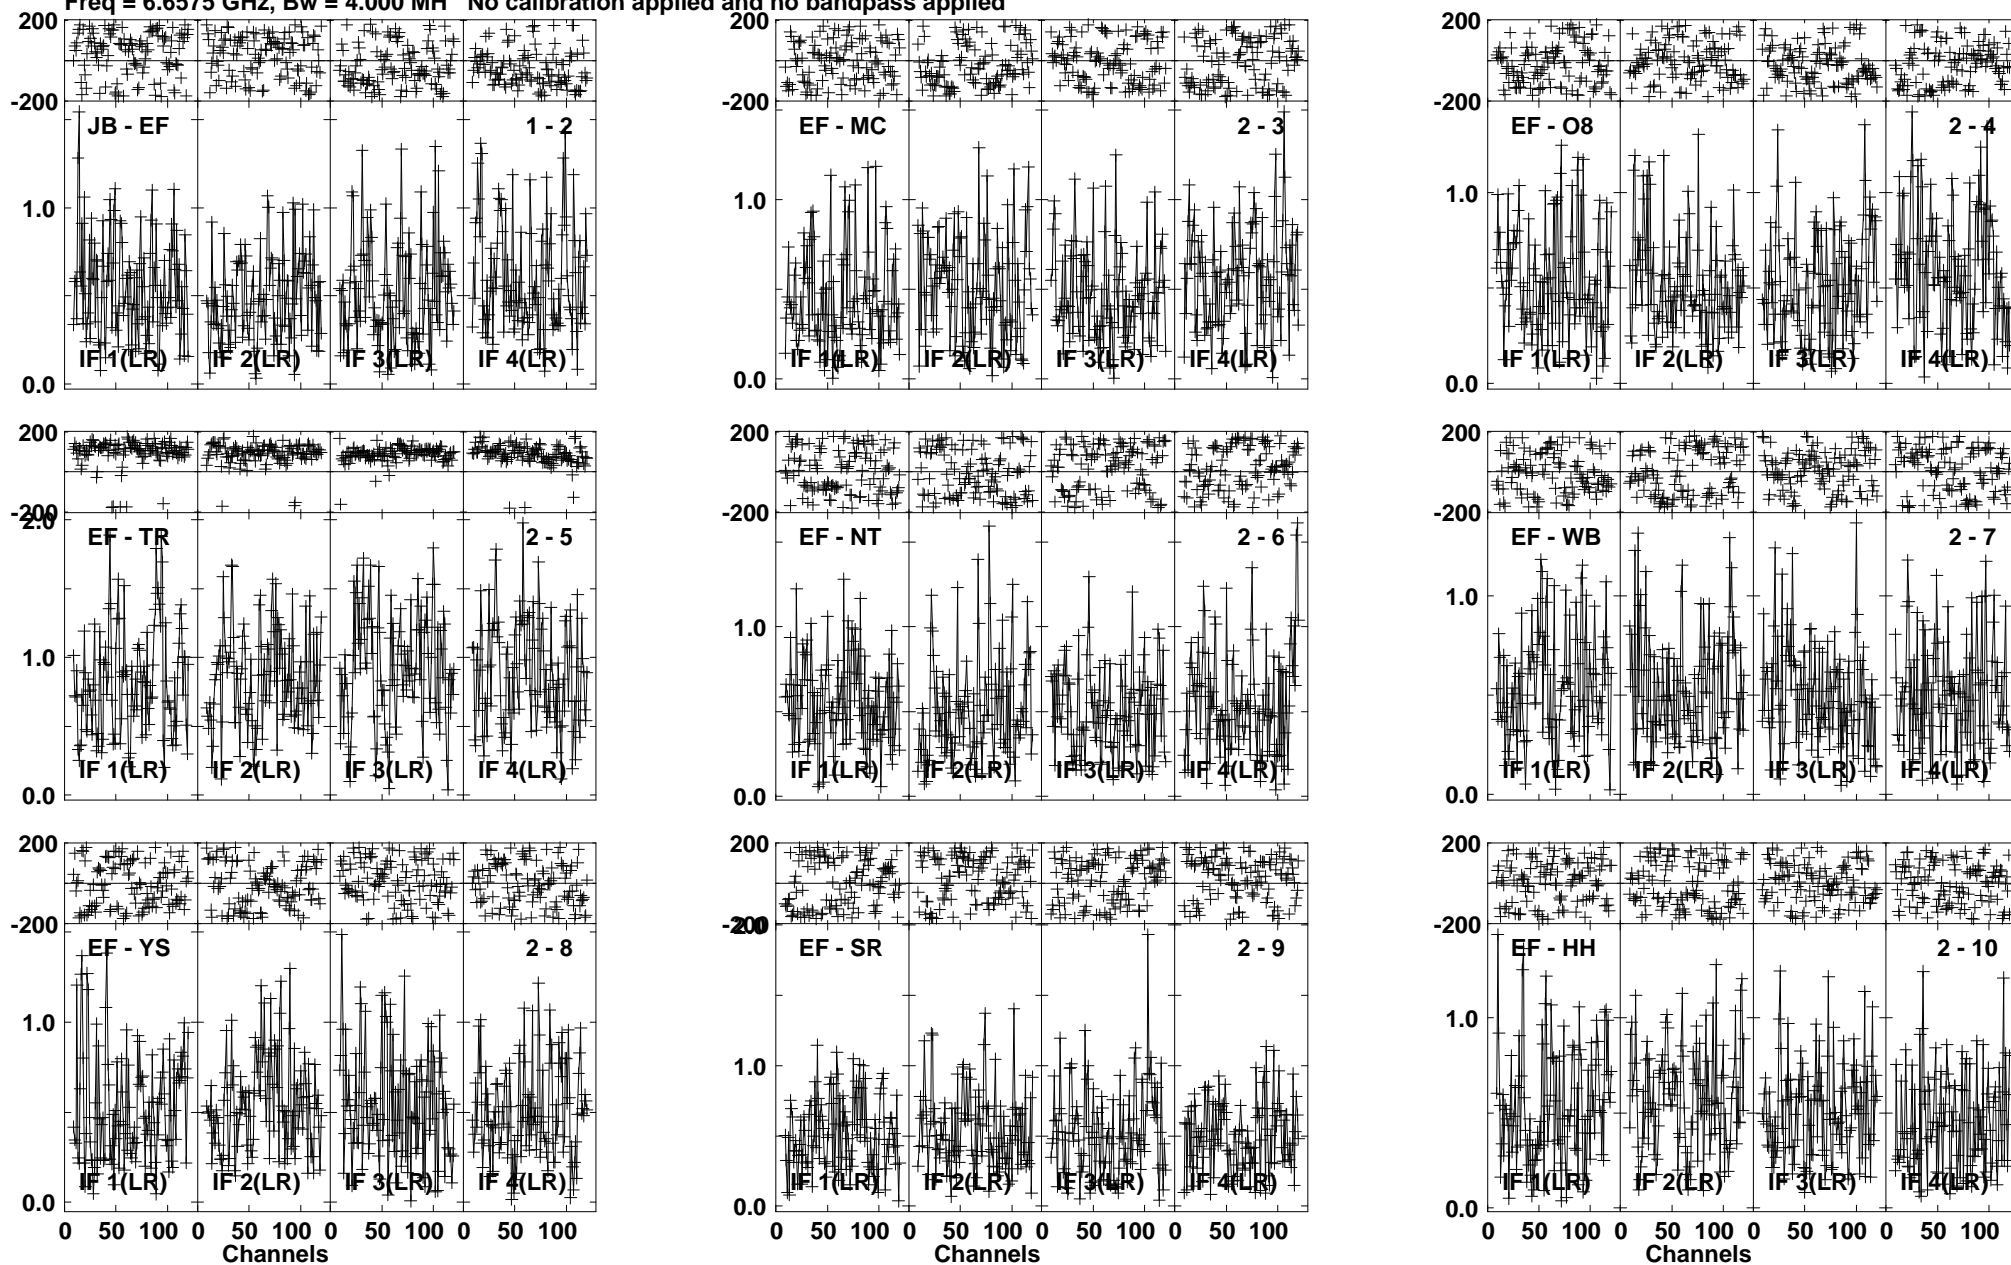 Freq = 6.6575 GHz, Bw = 4.000 MH No calibration applied and no bandpass applied
200 200 200
-200 -200 -200
JB - EF 1 - 2 EF - MC 2 - 3 EF - O8 2 - 4
1.0 1.0 1.0
IF 1(LR) IF 2(LR) IF 3(LR) IF 4(LR) IF 1(LR) IF 2(LR) IF 3(LR) IF 4(LR) IF 1(LR) IF 2(LR) IF 3(LR) IF 4(LR)
0.0 0.0 0.0
200 200 200
-200 -200 -200
2.0
EF - TR 2 - 5 EF - NT 2 - 6 EF - WB 2 - 7
1.0 1.0 1.0
IF 1(LR) IF 2(LR) IF 3(LR) IF 4(LR) IF 1(LR) IF 2(LR) IF 3(LR) IF 4(LR) IF 1(LR) IF 2(LR) IF 3(LR) IF 4(LR)
0.0 0.0 0.0
200 200 200
-200 -200 -200
2.0
EF - YS 2 - 8 EF - SR 2 - 9 EF - HH 2 - 10
1.0 1.0 1.0
IF 1(LR) IF 2(LR) IF 3(LR) IF 4(LR) IF 1(LR) IF 2(LR) IF 3(LR) IF 4(LR) IF 1(LR) IF 2(LR) IF 3(LR) IF 4(LR)
0.0 0.0 0.0
0 50 100 0 50 100 0 50 100 0 50 100 0 50 100 0 50 100 0 50 100 0 50 100 0 50 100 0 50 100 0 50 100 0 50 100
Channels Channels Channels